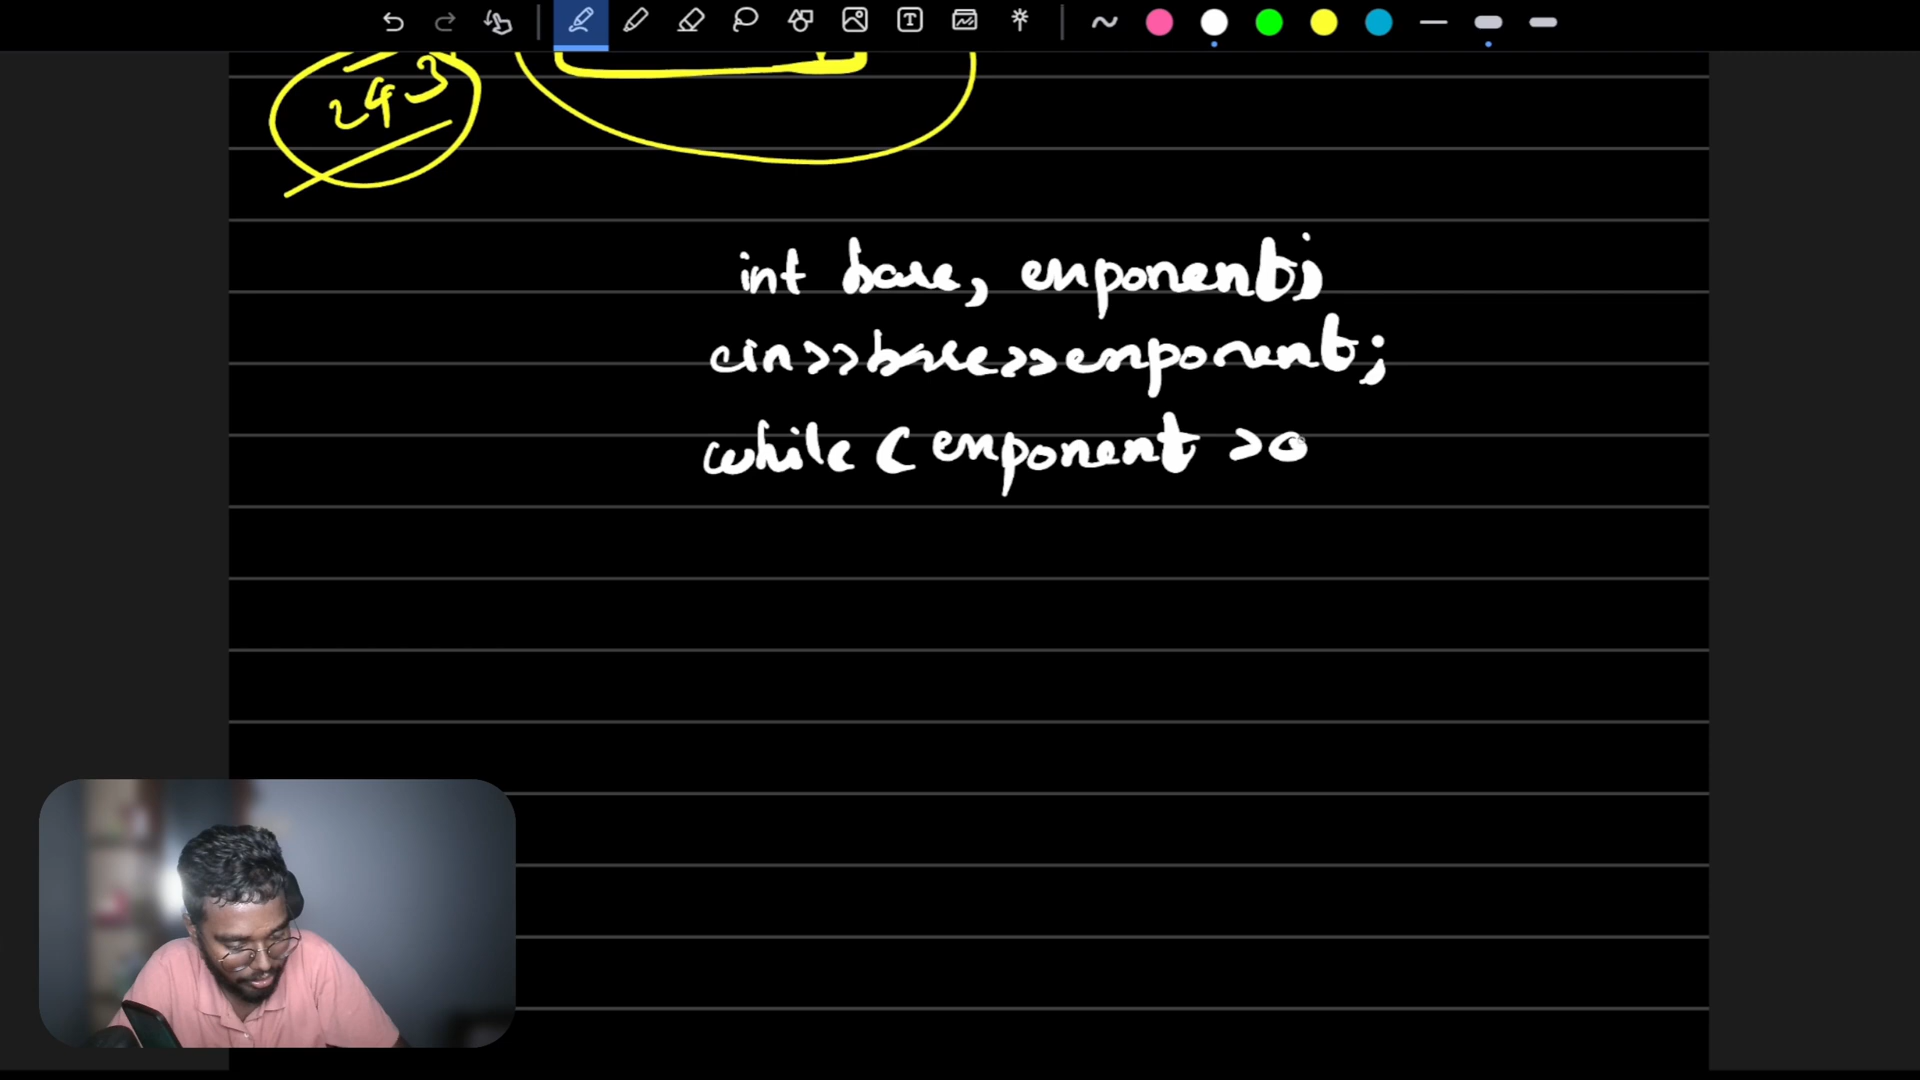 243
int base, exponent;
cin>>base>>exponent;
while ( exponent >0